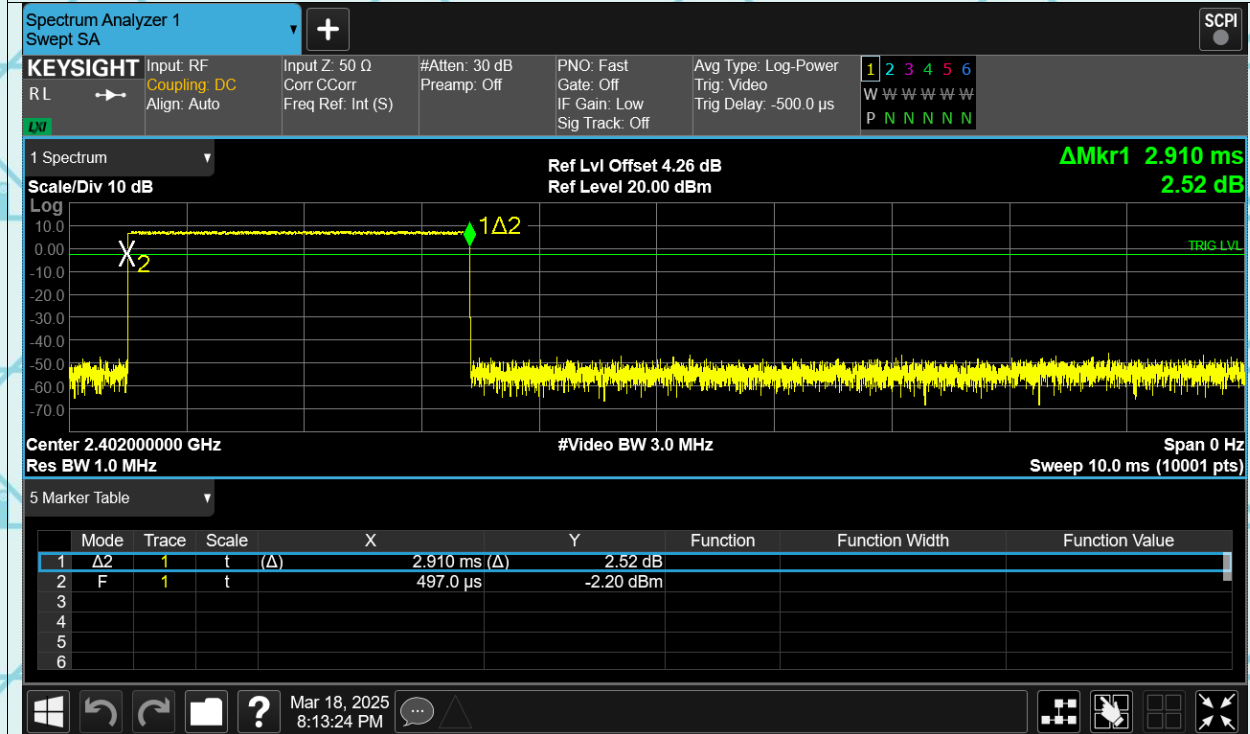 Spectrum Analyzer 1
Swept SA
+
SCPI
KEYSIGHT Input: RF Input Z: 50 Ω #Atten: 30 dB PNO: Fast Avg Type: Log-Power 1 2 3 4 5 6
RL Coupling: DC Corr CCorr Preamp: Off Gate: Off Trig: Video W W W W W W
Align: Auto Freq Ref: Int (S) IF Gain: Low Trig Delay: -500.0 µs P N N N N N
LXI Sig Track: Off
1 Spectrum Ref Lvl Offset 4.26 dB ΔMkr1 2.910 ms
Scale/Div 10 dB Ref Level 20.00 dBm 2.52 dB
Log
10.0 1Δ2
0.00 TRIG LVL
2
-10.0
-20.0
-30.0
-40.0
-50.0
-60.0
-70.0
Center 2.402000000 GHz #Video BW 3.0 MHz Span 0 Hz
Res BW 1.0 MHz Sweep 10.0 ms (10001 pts)
5 Marker Table
Mode Trace Scale X Y Function Function Width Function Value
1 Δ2 1 t (Δ) 2.910 ms (Δ) 2.52 dB
2 F 1 t 497.0 µs -2.20 dBm
3
4
5
6
? Mar 18, 2025
8:13:24 PM